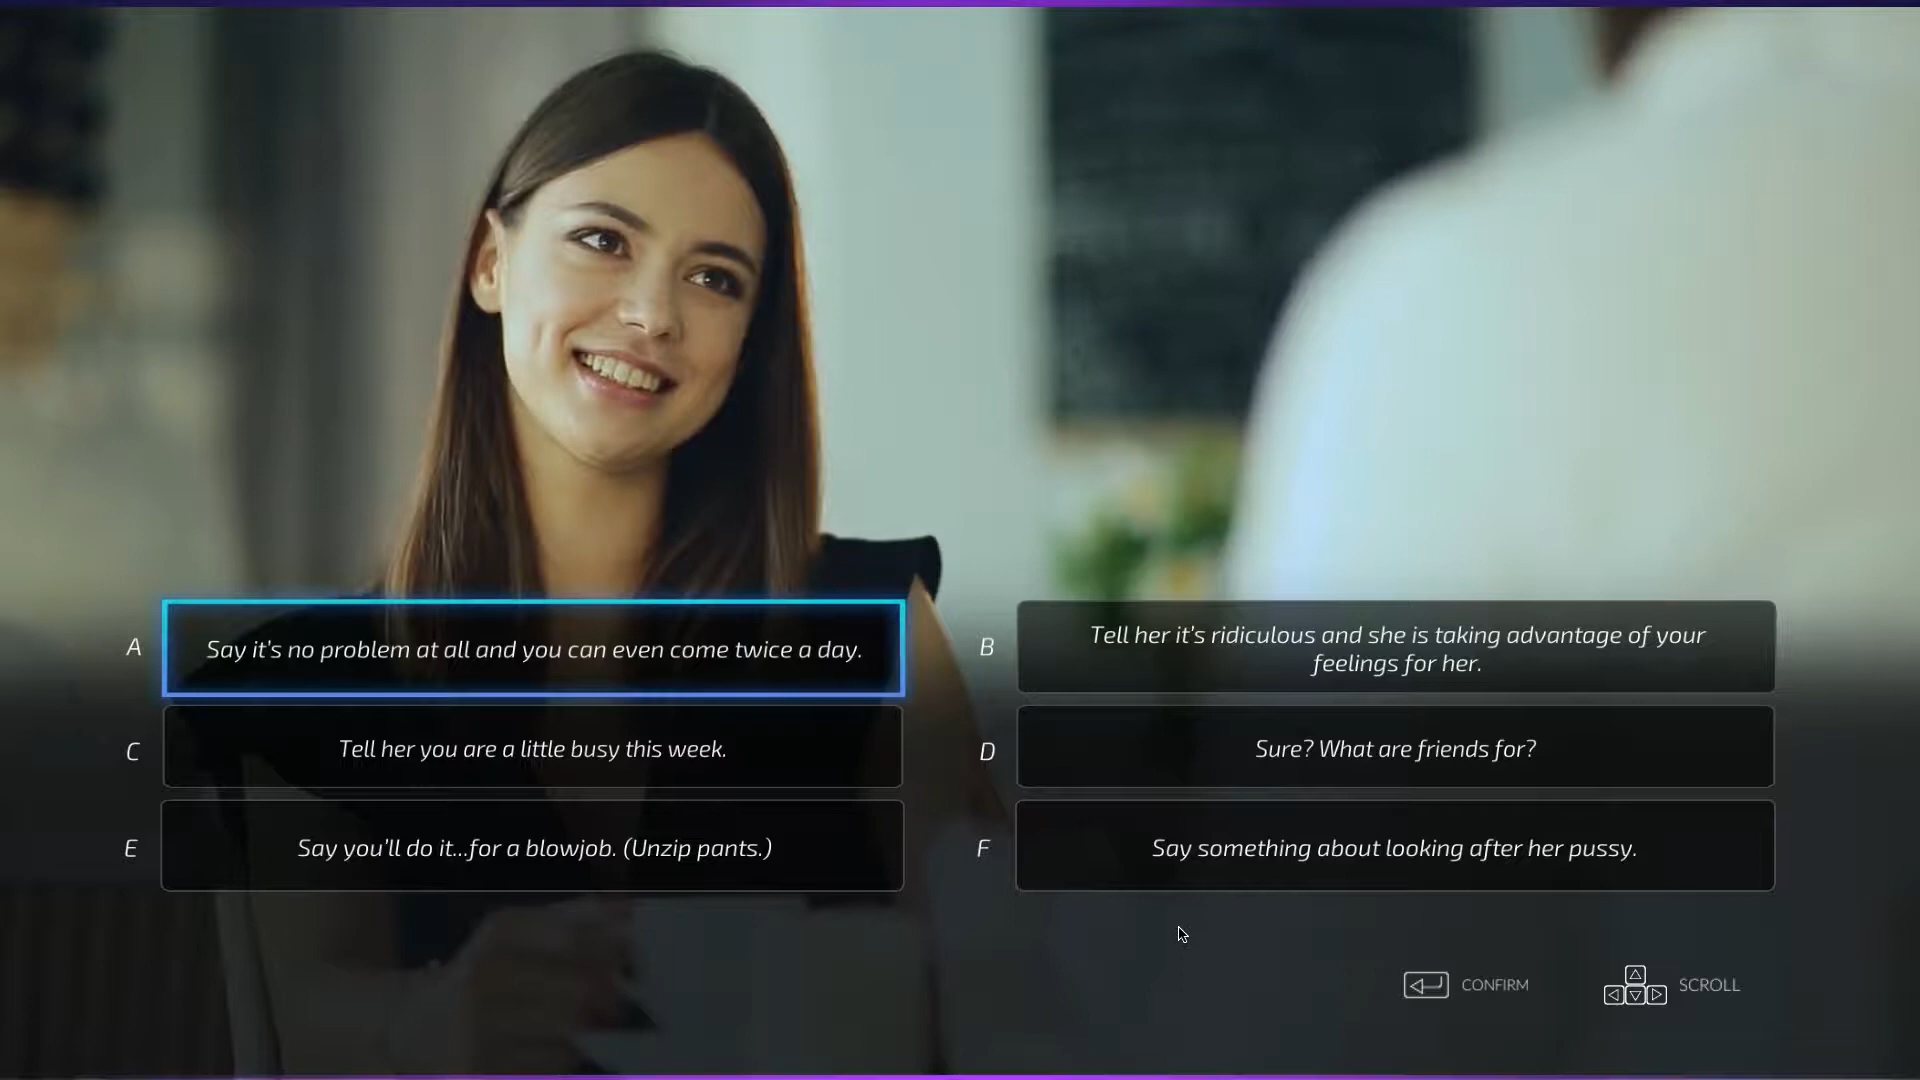 A
Say it's no problem at all and you can even come twice a day.
B
Tell her it's ridiculous and she is taking advantage of your
feelings for her.
C
Tell her you are a little busy this week.
D
Sure? What are friends for?
E
Say you'll do it...for a blowjob. (Unzip pants.)
F
Say something about looking after her pussy.
CONFIRM
SCROLL